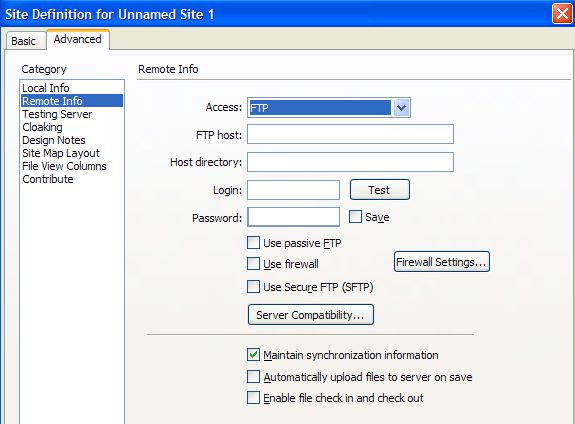 Site Definition for Unnamed Site 1
Basic
Advanced
Category
Local Info
Remote Info
Testing Server
Cloaking
Design Notes
Site Map Layout
File View Columns
Contribute
Remote Info
Access: FTP
FTP host:
Host directory:
Login: Test
Password: Save
Use passive FTP
Use firewall Firewall Settings...
Use Secure FTP (SFTP)
Server Compatibility...
Maintain synchronization information
Automatically upload files to server on save
Enable file check in and check out